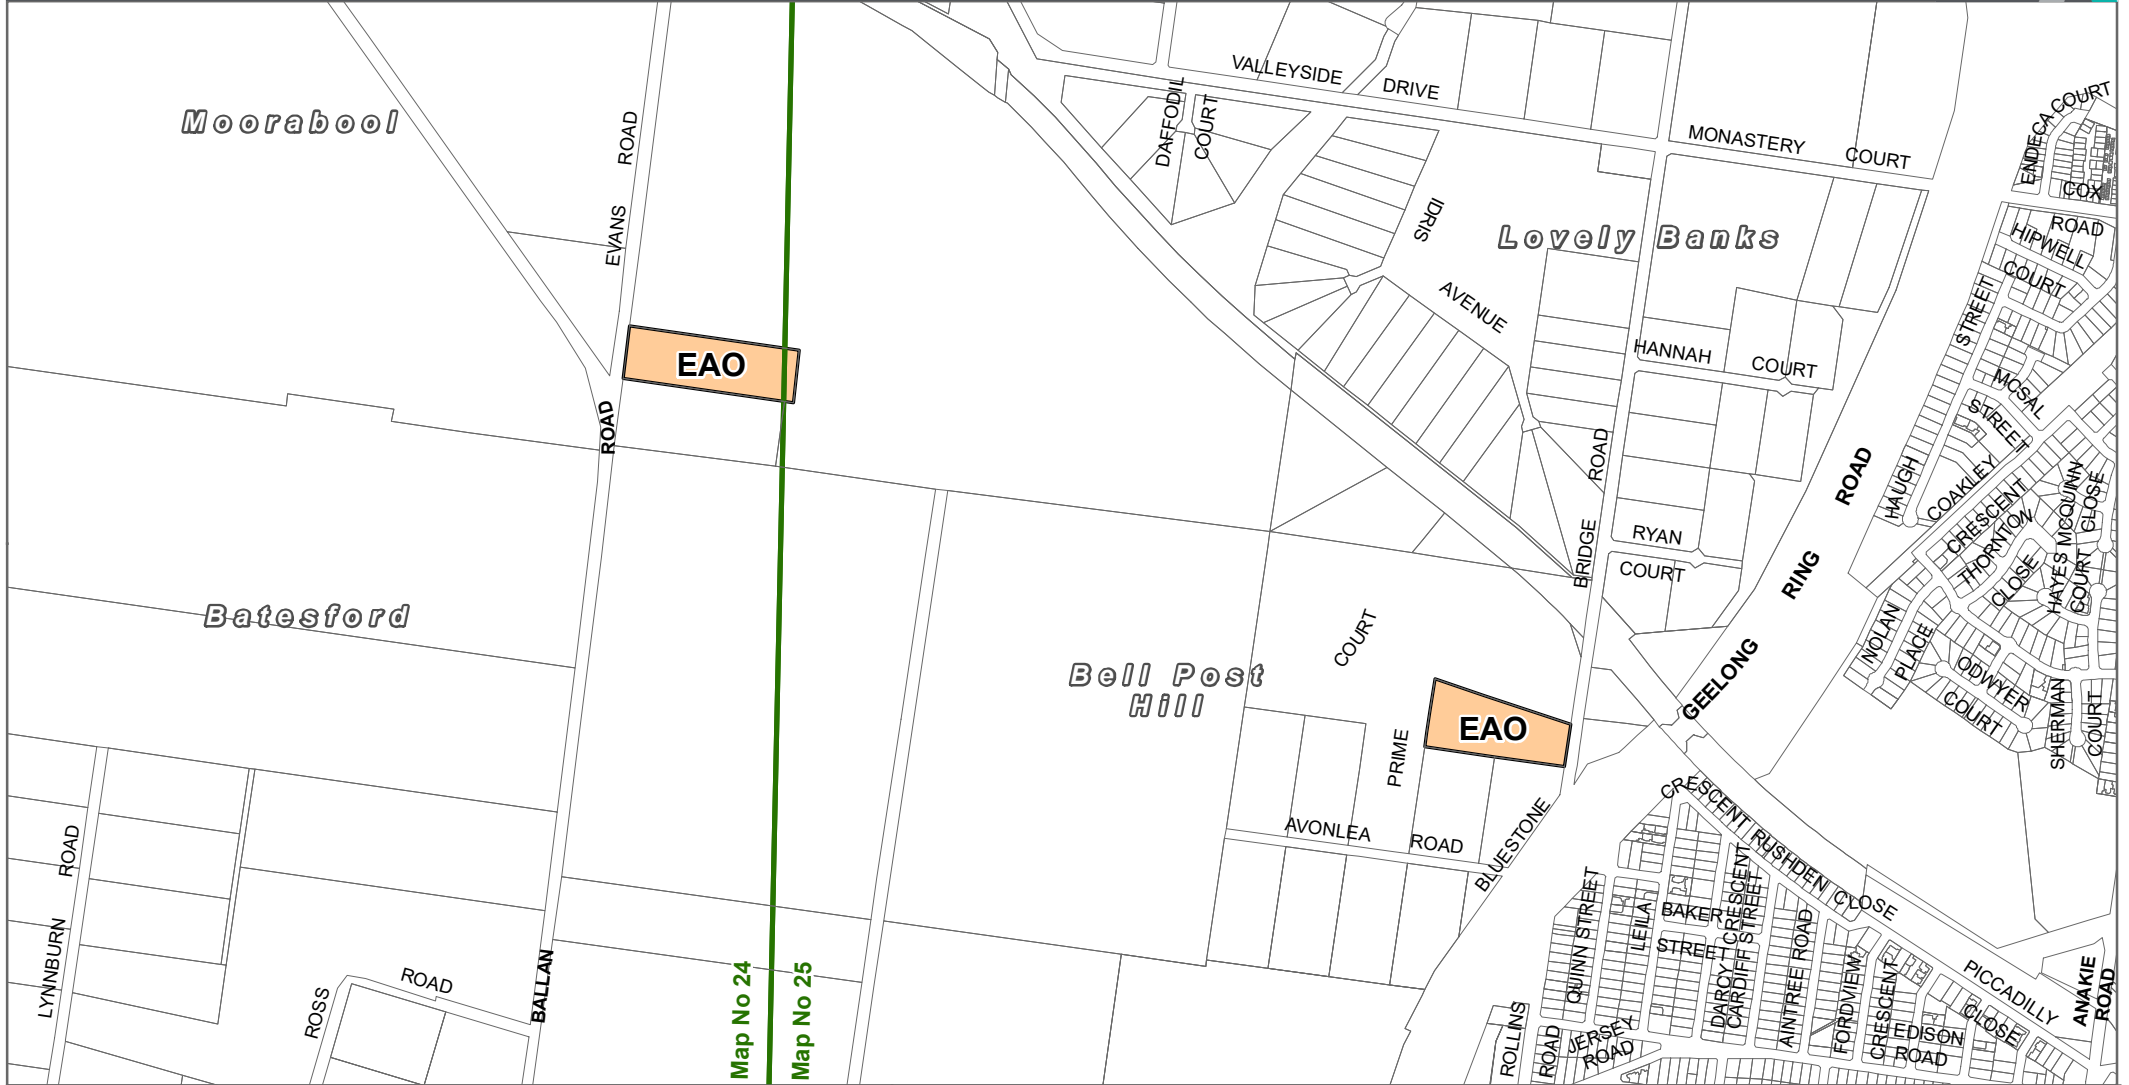 VALLEYSIDE
DRIVE
DAFFODIL
COURT
MONASTERY
COURT
ENDECA COURT
COX
ROAD
HIPWELL
COURT
Moorabool
EVANS
ROAD
IDRIS
AVENUE
Lovely Banks
STREET
HAUGH
HANNAH
COURT
MCSAL
STREET
COAKLEY
CRESCENT
THORNTON
CLOSE
HAYES
COURT
MCQUINN
CLOSE
EAO
ROAD
BALLAN
BLUESTONE
BRIDGE
ROAD
RYAN
COURT
GEELONG
RING
ROAD
NOLAN
PLACE
ODWYER
COURT
SHERMAN
COURT
Batesford
Bell Post
Hill
PRIME
COURT
EAO
AVONLEA
ROAD
CRESCENT
RUSHDEN
CLOSE
LYNNBURN
ROAD
ROSS
ROAD
Map No 24
Map No 25
QUINN STREET
LEILA
CRESCENT
BAKER
STREET
DAROY
CARDIFF STREET
AINTREE ROAD
FORDVIEW
CRESCENT
PICCADILLY
CLOSE
EDISON
ROAD
ANAKIE
ROAD
ROLLINS
ROAD
JERSEY
ROAD